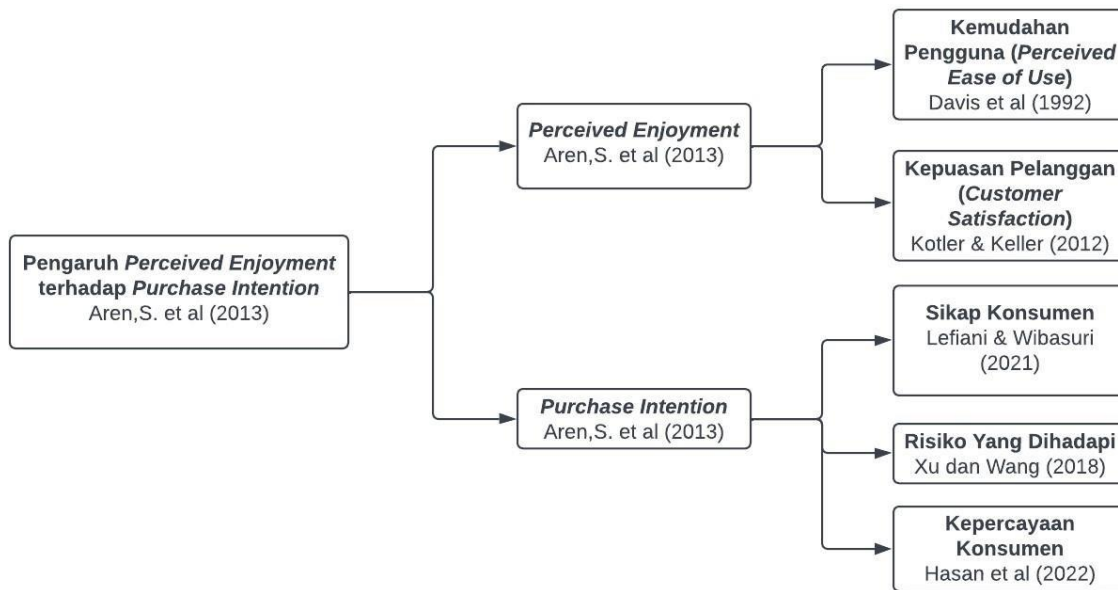 Pengaruh Perceived Enjoyment
terhadap Purchase Intention
Aren,S. et al (2013)
Perceived Enjoyment
Aren,S. et al (2013)
Purchase Intention
Aren,S. et al (2013)
Kemudahan
Pengguna (Perceived
Ease of Use)
Davis et al (1992)
Kepuasan Pelanggan
(Customer
Satisfaction)
Kotler & Keller (2012)
Sikap Konsumen
Lefiani & Wibasuri
(2021)
Risiko Yang Dihadapi
Xu dan Wang (2018)
Kepercayaan
Konsumen
Hasan et al (2022)